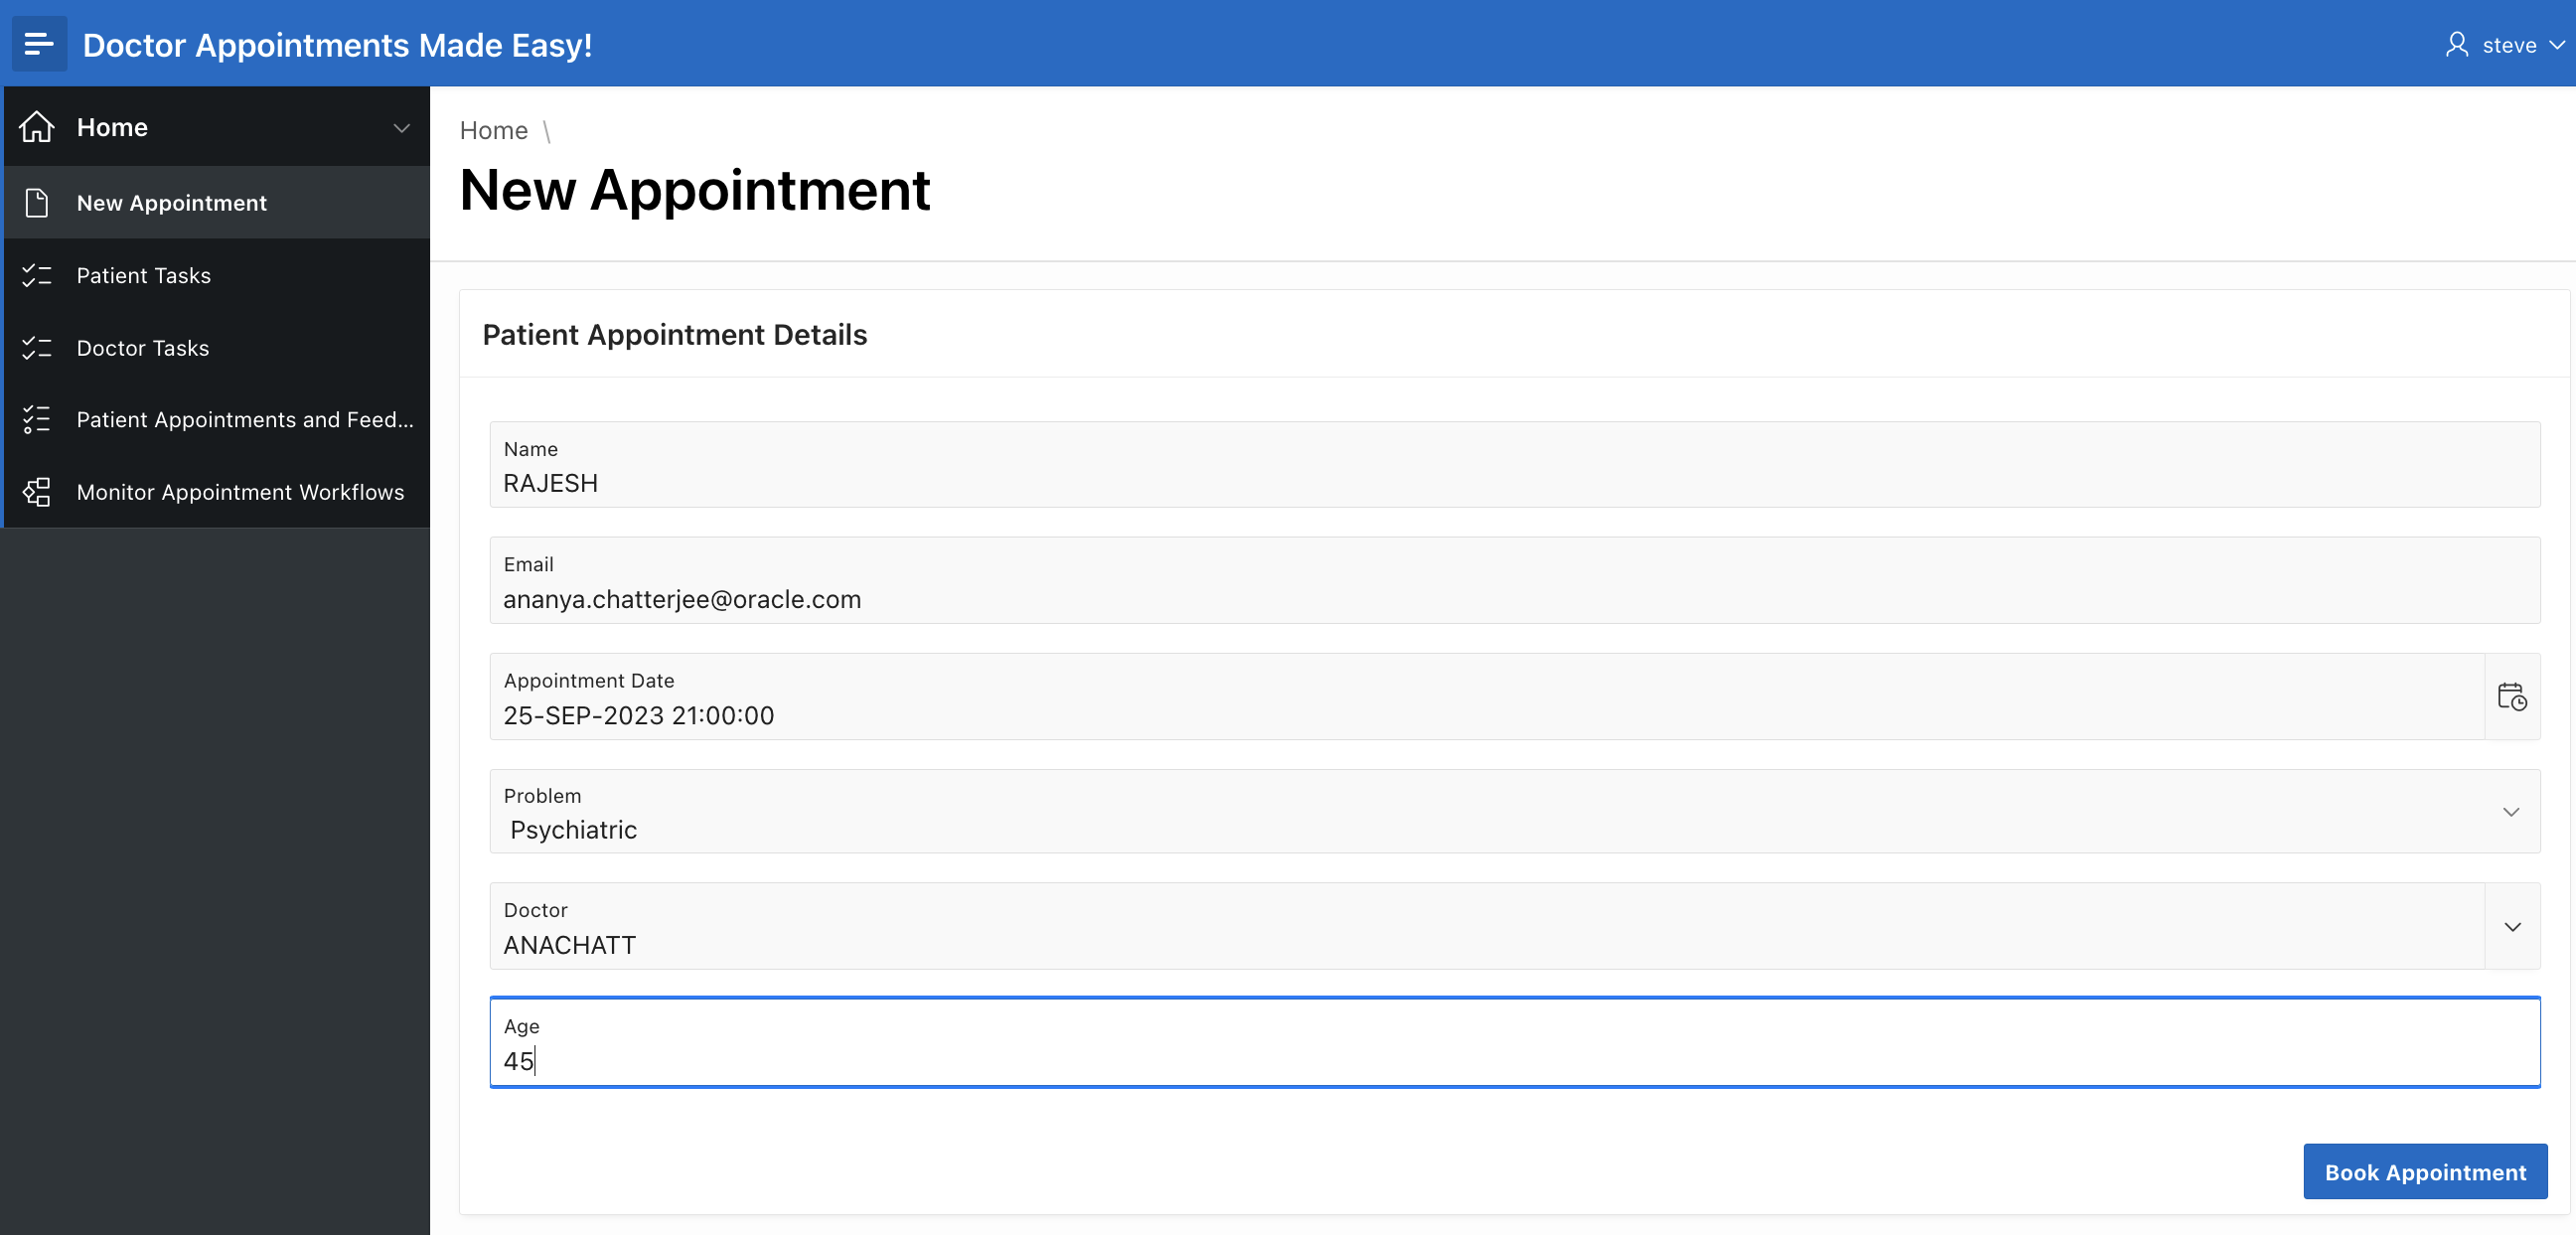 Doctor Appointments Made Easy!
steve
Home
New Appointment
Patient Tasks
Doctor Tasks
Patient Appointments and Feed...
Monitor Appointment Workflows
Home \
New Appointment
Patient Appointment Details
Name
RAJESH
Email
ananya.chatterjee@oracle.com
Appointment Date
25-SEP-2023 21:00:00
Problem
Psychiatric
Doctor
ANACHATT
Age
45
Book Appointment